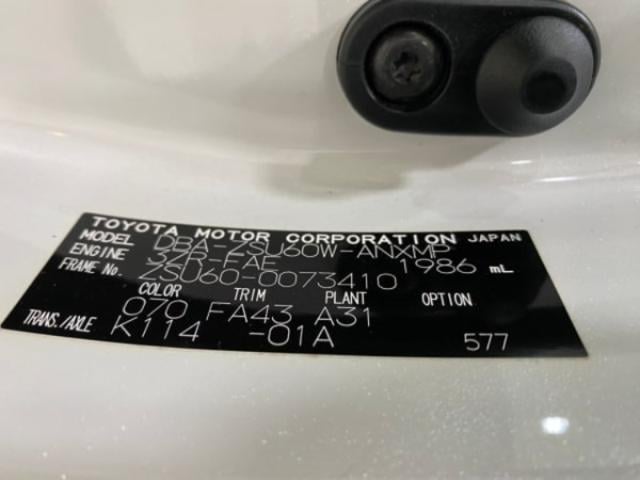 TOYOTA MOTOR CORPORATION JAPAN
MODEL DBA-ZSU60W-ANXMP
ENGINE 3ZR-FAE 1986 mL
FRAME No. ZSU60-0073410
COLOR TRIM PLANT OPTION
070 FA43 A31
TRANS./AXLE K114 -01A 577